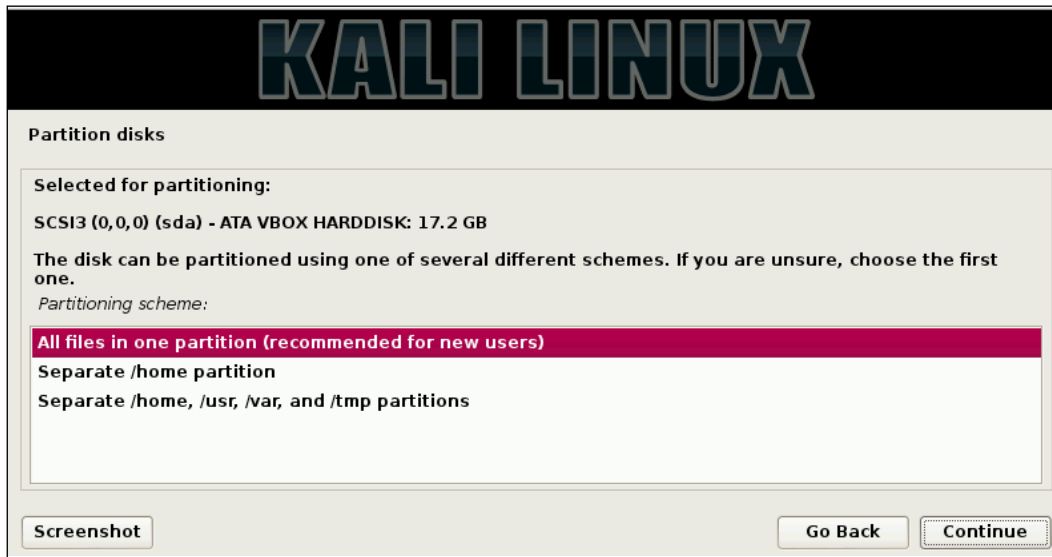 KALI LINUX
Partition disks
Selected for partitioning:
SCSI3 (0,0,0) (sda) - ATA VBOX HARDDISK: 17.2 GB
The disk can be partitioned using one of several different schemes. If you are unsure, choose the first
one.
Partitioning scheme:
All files in one partition (recommended for new users)
Separate /home partition
Separate /home, /usr, /var, and /tmp partitions
Screenshot
Go Back
Continue